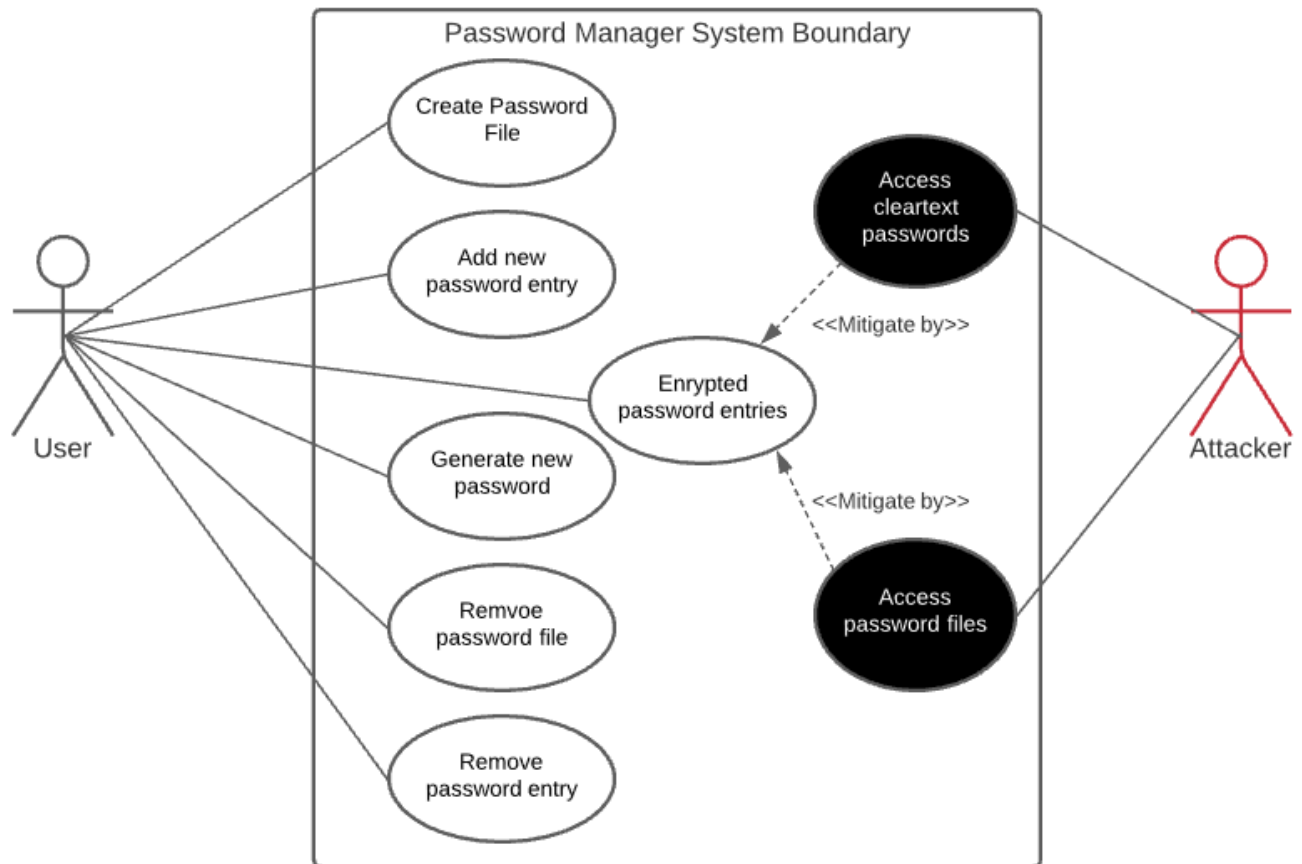 Password Manager System Boundary
Create Password
File
Access
cleartext
passwords
Add new
password entry
<<Mitigate by>>
Enrypted
password entries
User
Attacker
Generate new
password
<<Mitigate by>>
Remvoe
password file
Access
password files
Remove
password entry